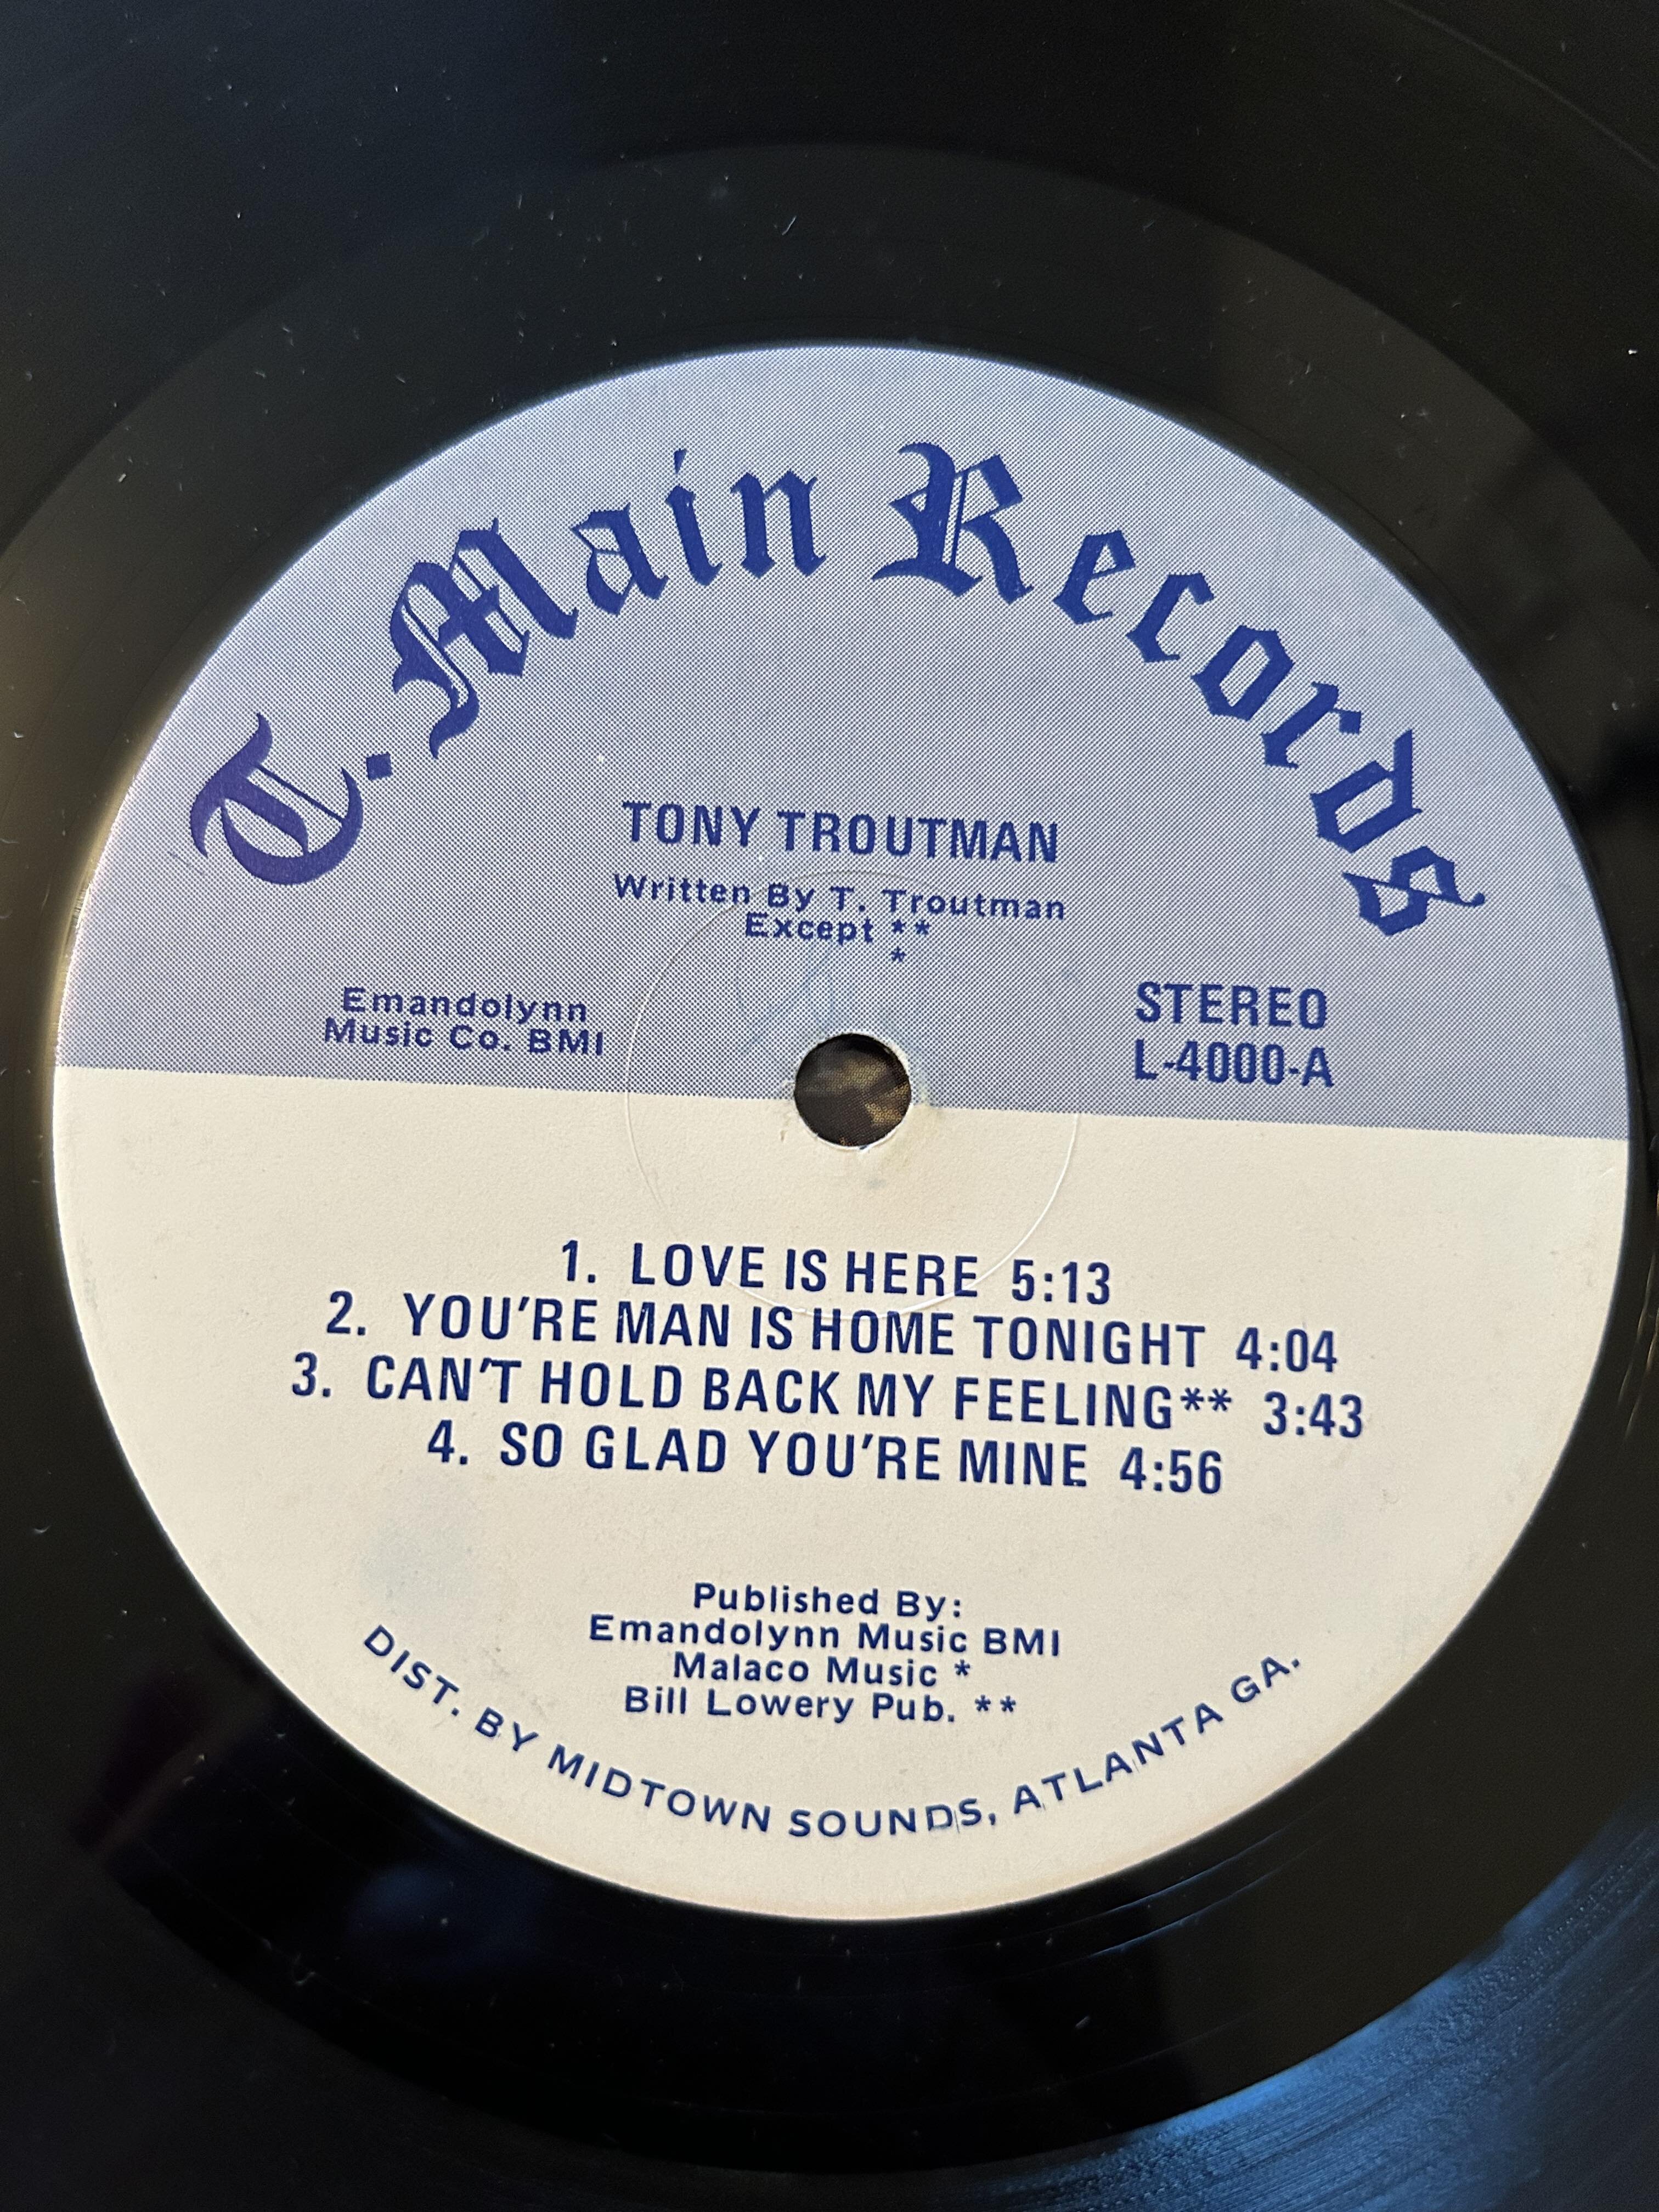 T. Main Records
TONY TROUTMAN
Written By T. Troutman
Except **
*
Emandolynn
Music Co. BMI
STEREO
L-4000-A
1. LOVE IS HERE 5:13
2. YOU'RE MAN IS HOME TONIGHT 4:04
3. CAN'T HOLD BACK MY FEELING** 3:43
4. SO GLAD YOU'RE MINE 4:56
Published By:
Emandolynn Music BMI
Malaco Music *
Bill Lowery Pub. **
DIST. BY MIDTOWN SOUNDS, ATLANTA GA.